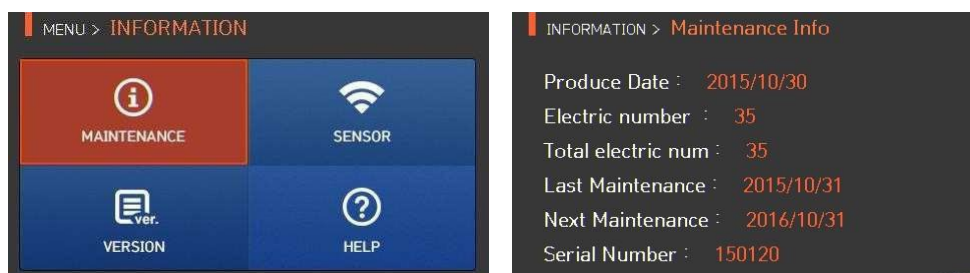 MENU > INFORMATION
MAINTENANCE
SENSOR
ver.
VERSION
HELP
INFORMATION > Maintenance Info
Produce Date : 2015/10/30
Electric number : 35
Total electric num : 35
Last Maintenance : 2015/10/31
Next Maintenance : 2016/10/31
Serial Number : 150120